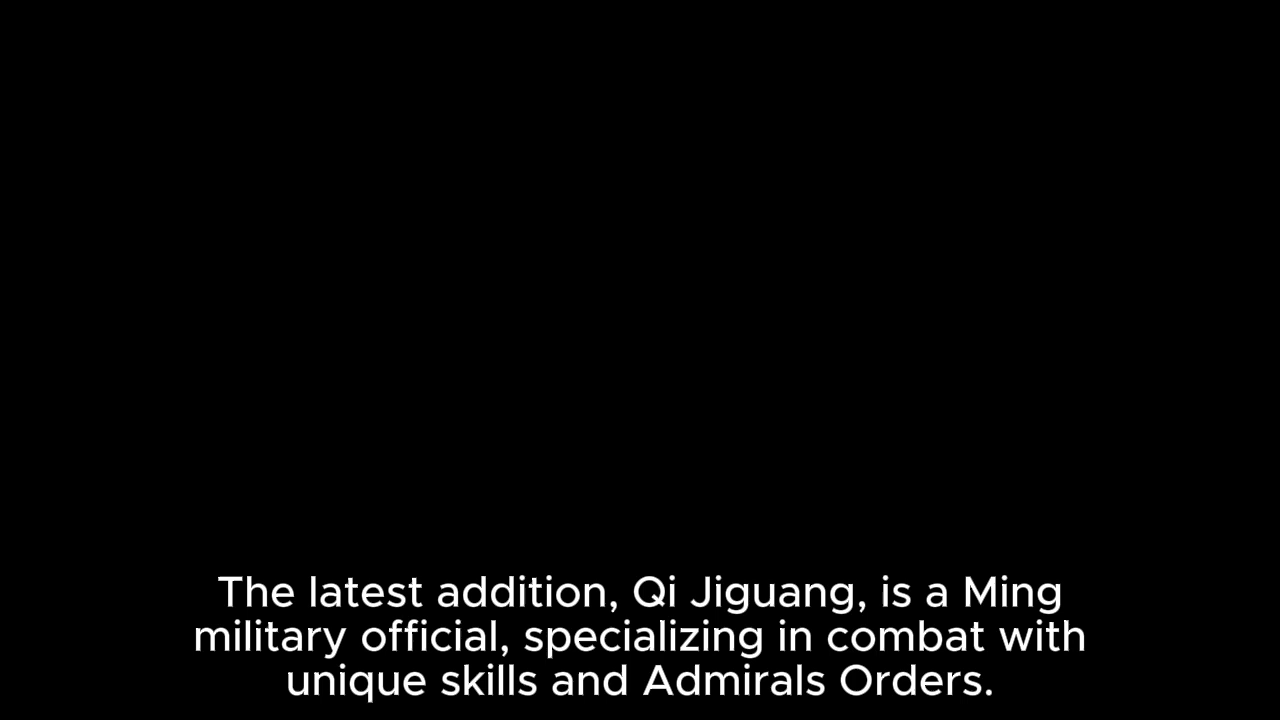 The latest addition, Qi Jiguang, is a Ming
military official, specializing in combat with
unique skills and Admirals Orders.